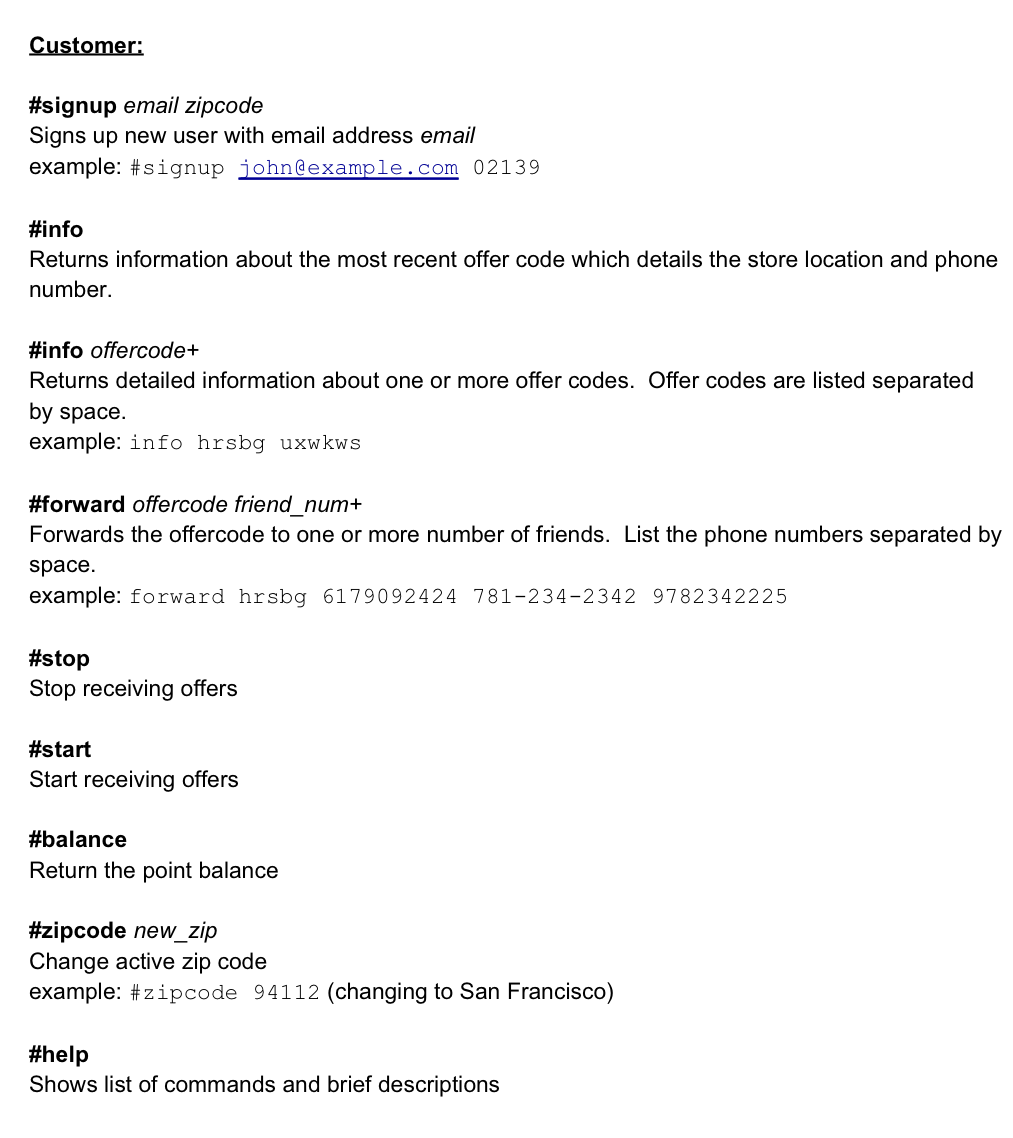 Customer:
#signup email zipcode
Signs up new user with email address email
example: #signup john@example.com 02139
#info
Returns information about the most recent offer code which details the store location and phone
number.
#info offercode+
Returns detailed information about one or more offer codes.  Offer codes are listed separated
by space.
example: info hrsbg uxwkws
#forward offercode friend_num+
Forwards the offercode to one or more number of friends.  List the phone numbers separated by
space.
example: forward hrsbg 6179092424 781-234-2342 9782342225
#stop
Stop receiving offers
#start
Start receiving offers
#balance
Return the point balance
#zipcode new_zip
Change active zip code
example: #zipcode 94112 (changing to San Francisco)
#help
Shows list of commands and brief descriptions